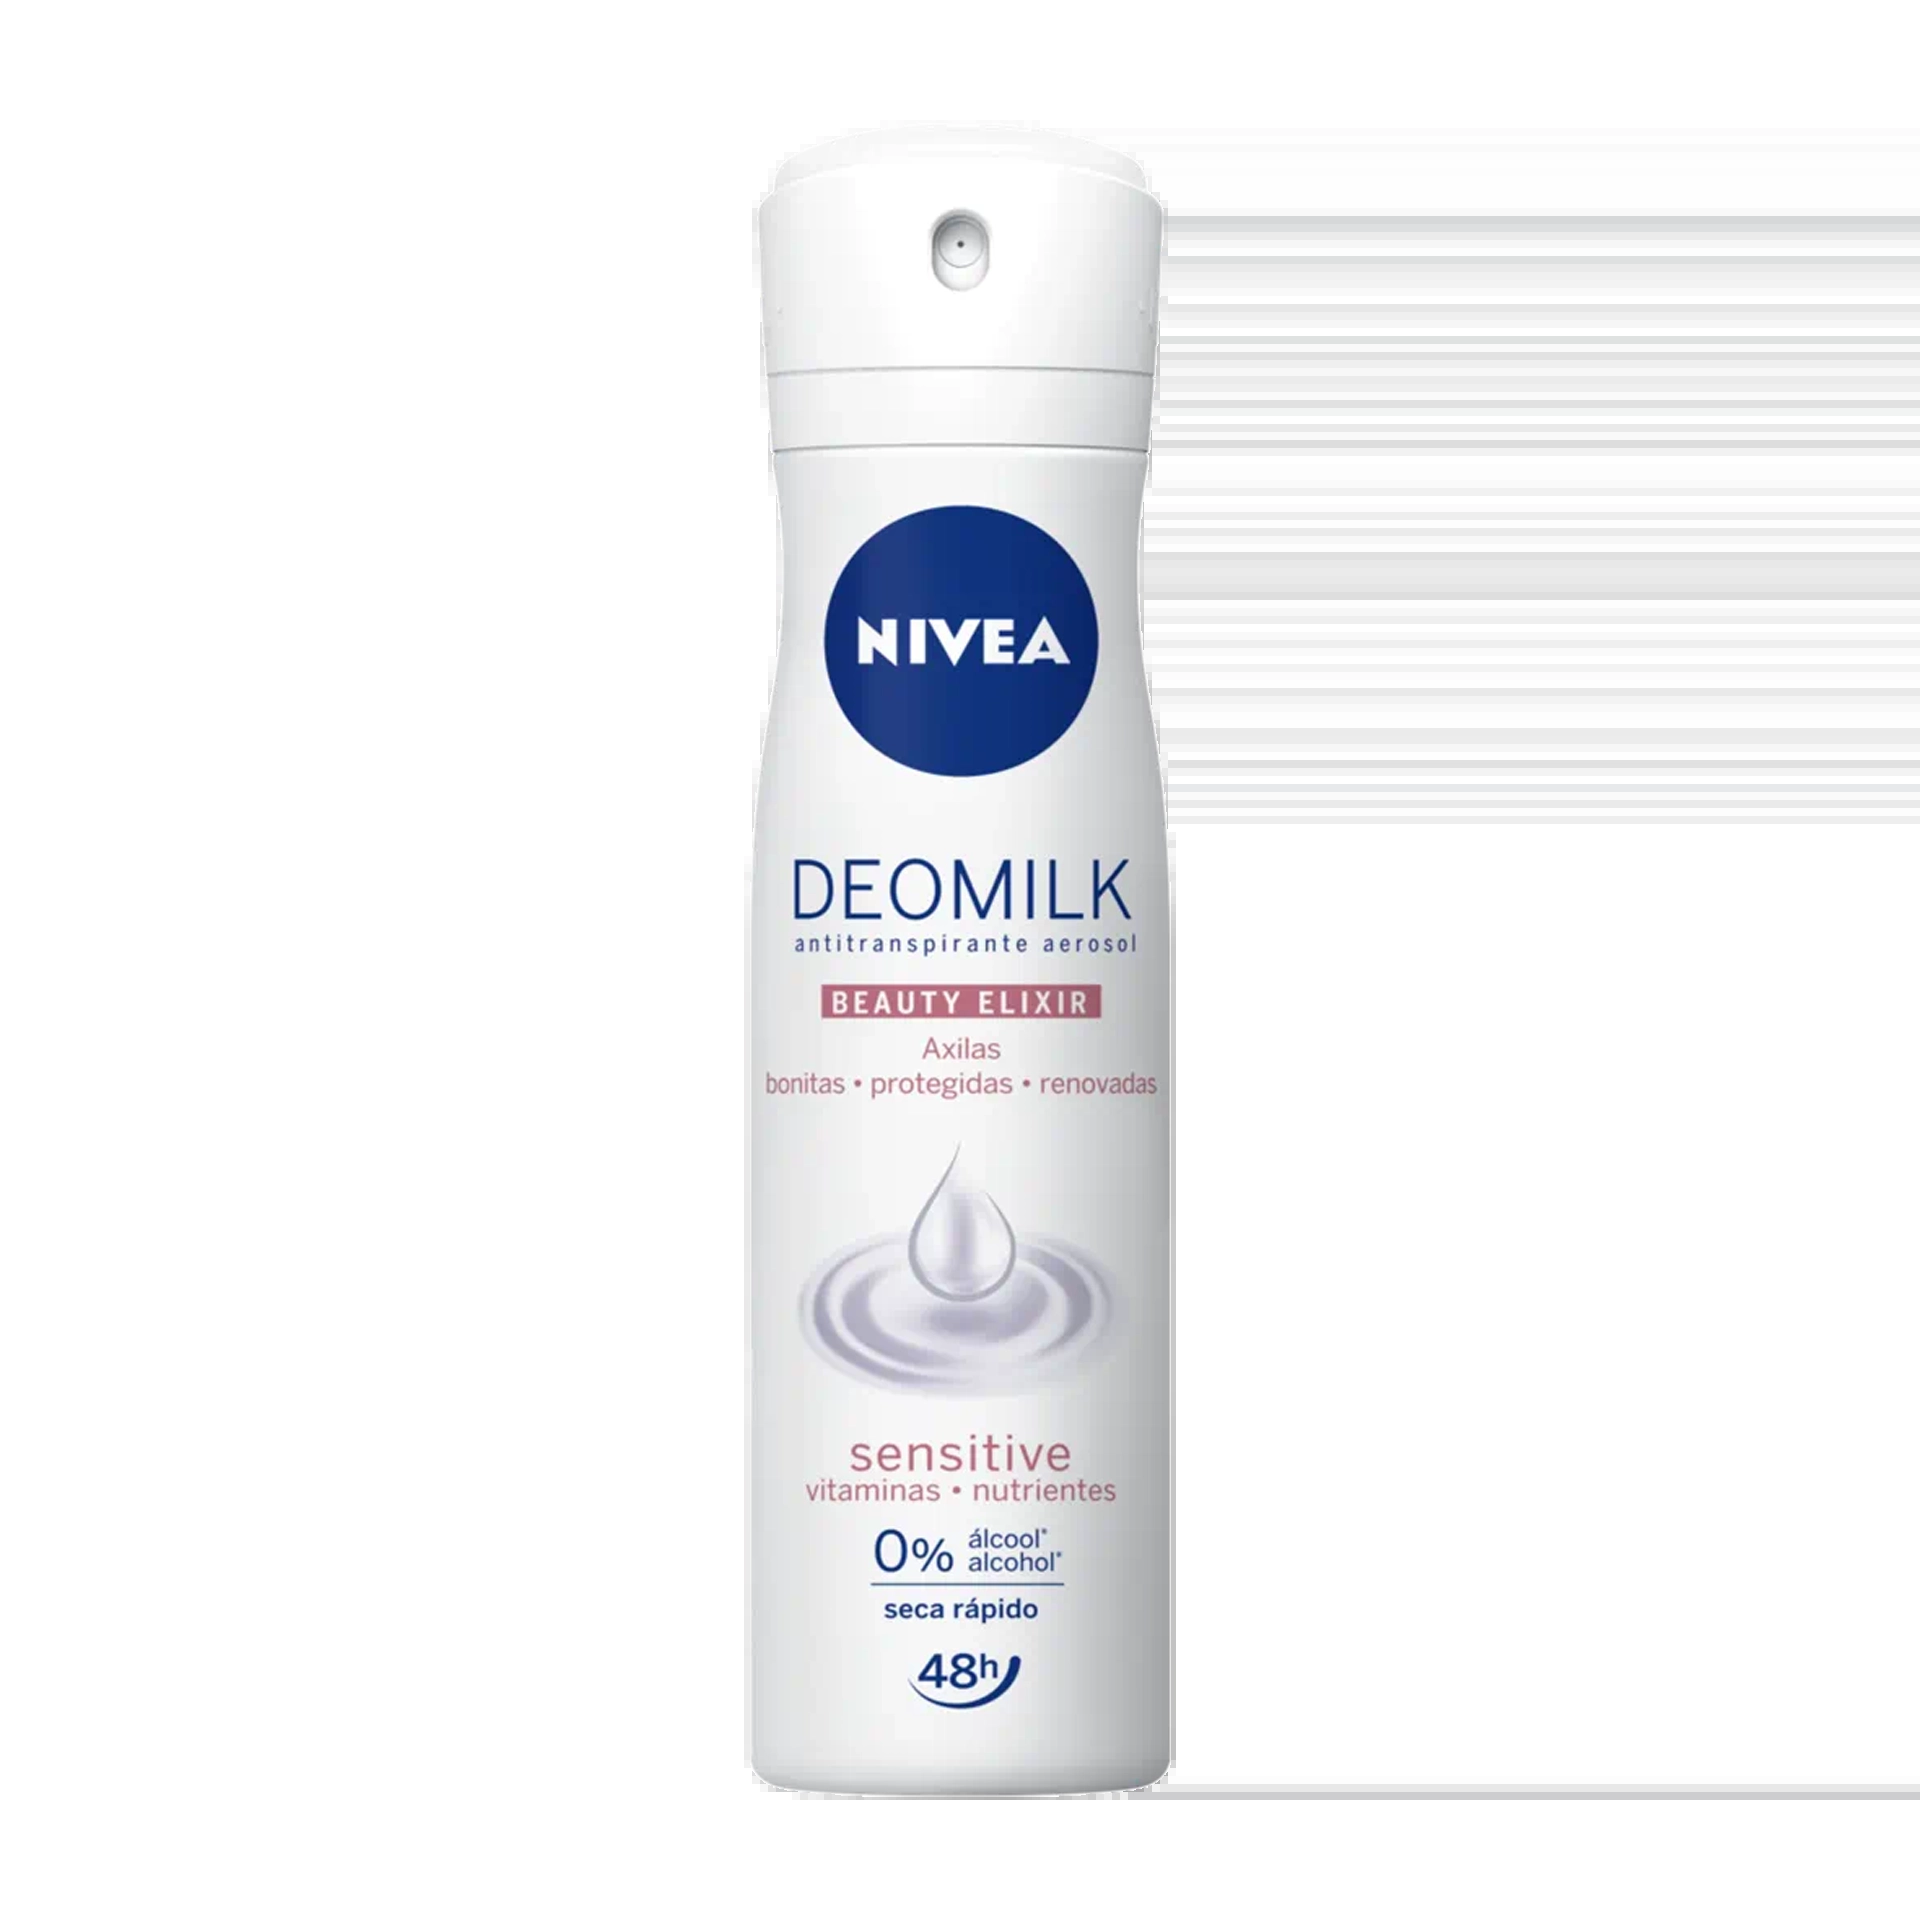 NIVEA
DEOMILK
antitranspirante aerosol
BEAUTY ELIXIR
Axilas
bonitas • protegidas • renovadas
sensitive
vitaminas • nutrientes
0% álcool*
alcohol*
seca rápido
48h